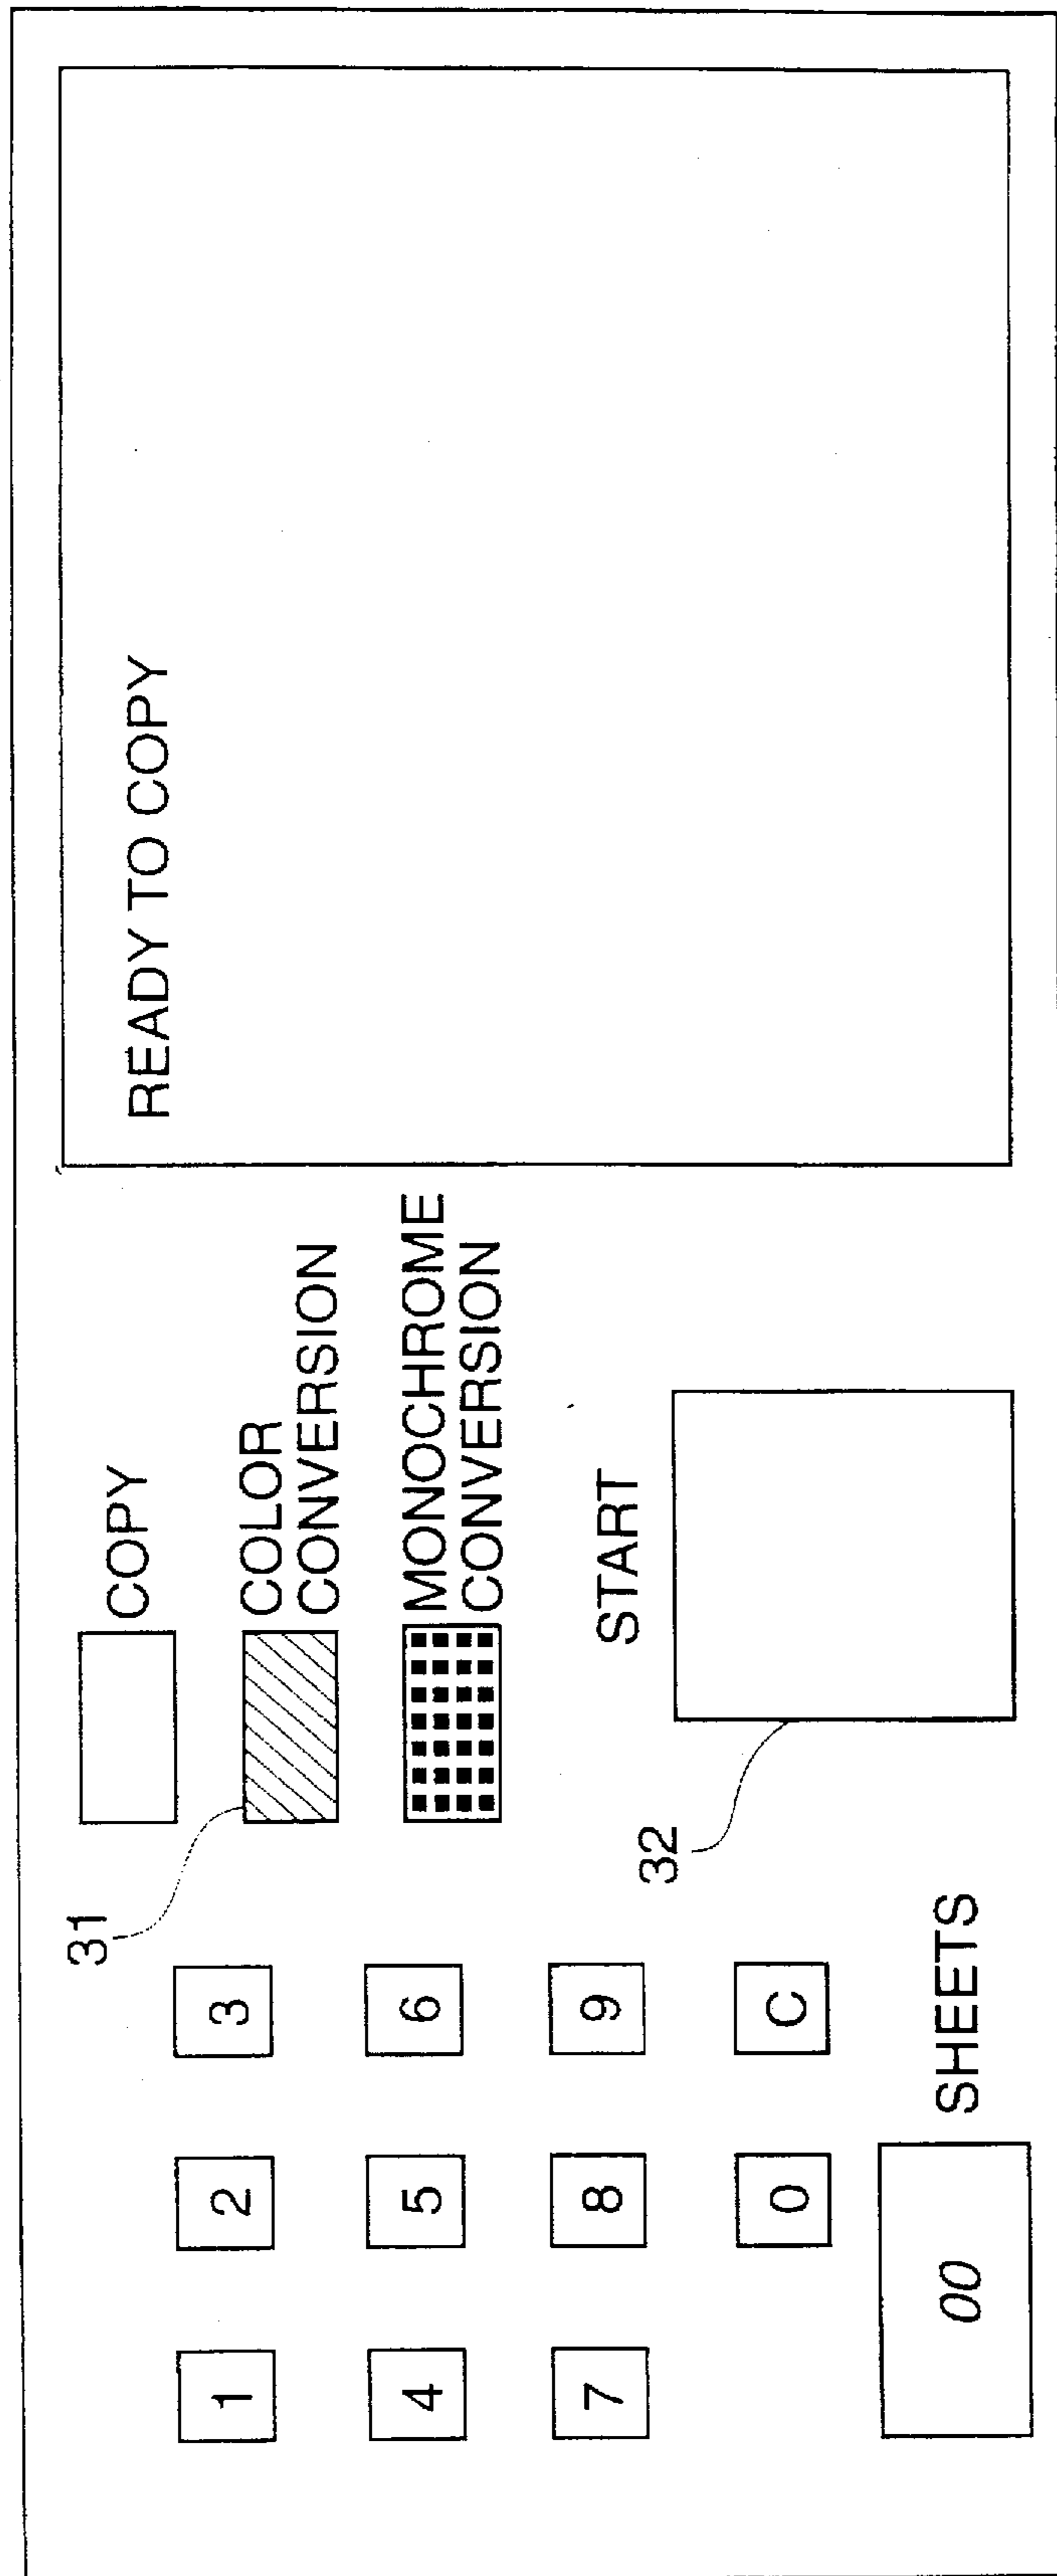 31
COPY
READY TO COPY
1 2 3
COLOR
CONVERSION
4 5 6
MONOCHROME
CONVERSION
7 8 9
32
START
0 C
00 SHEETS